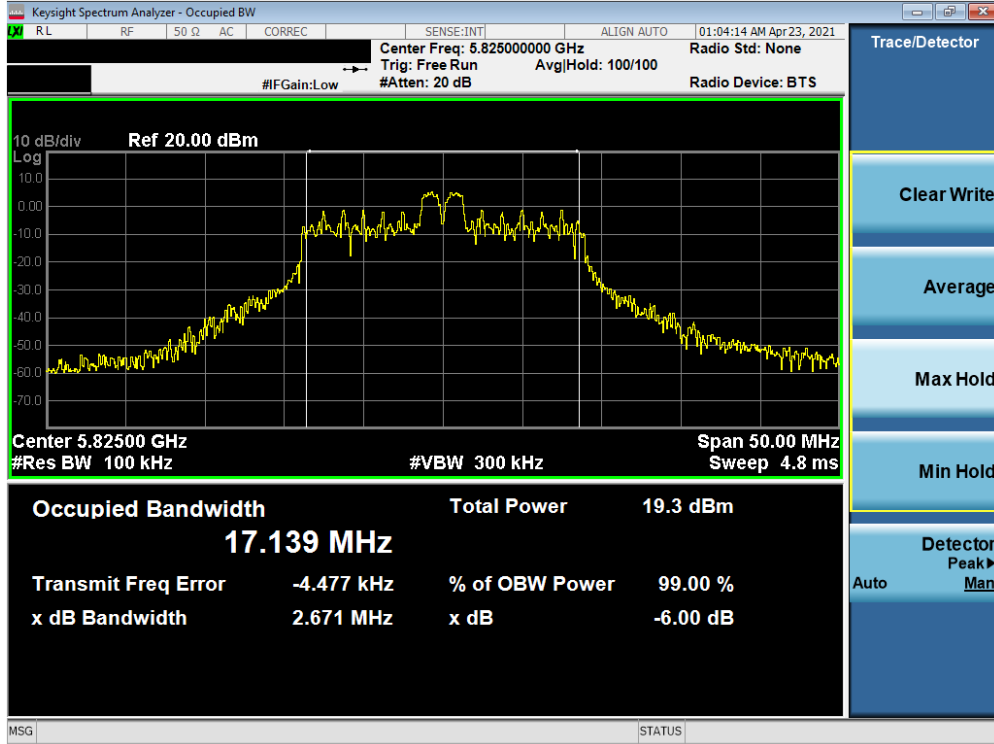 Keysight Spectrum Analyzer - Occupied BW
LXI RL RF 50 Ω AC CORREC SENSE:INT ALIGN AUTO 01:04:14 AM Apr 23, 2021
Center Freq: 5.825000000 GHz Radio Std: None
Trig: Free Run Avg|Hold: 100/100
#IFGain:Low #Atten: 20 dB Radio Device: BTS
10 dB/div Ref 20.00 dBm
Log
10.0
0.00
-10.0
-20.0
-30.0
-40.0
-50.0
-60.0
-70.0
Center 5.82500 GHz Span 50.00 MHz
#Res BW 100 kHz #VBW 300 kHz Sweep 4.8 ms
Occupied Bandwidth Total Power 19.3 dBm
17.139 MHz
Transmit Freq Error -4.477 kHz % of OBW Power 99.00 %
x dB Bandwidth 2.671 MHz x dB -6.00 dB
Trace/Detector
Clear Write
Average
Max Hold
Min Hold
Detector
Peak▶
Auto Man
MSG STATUS